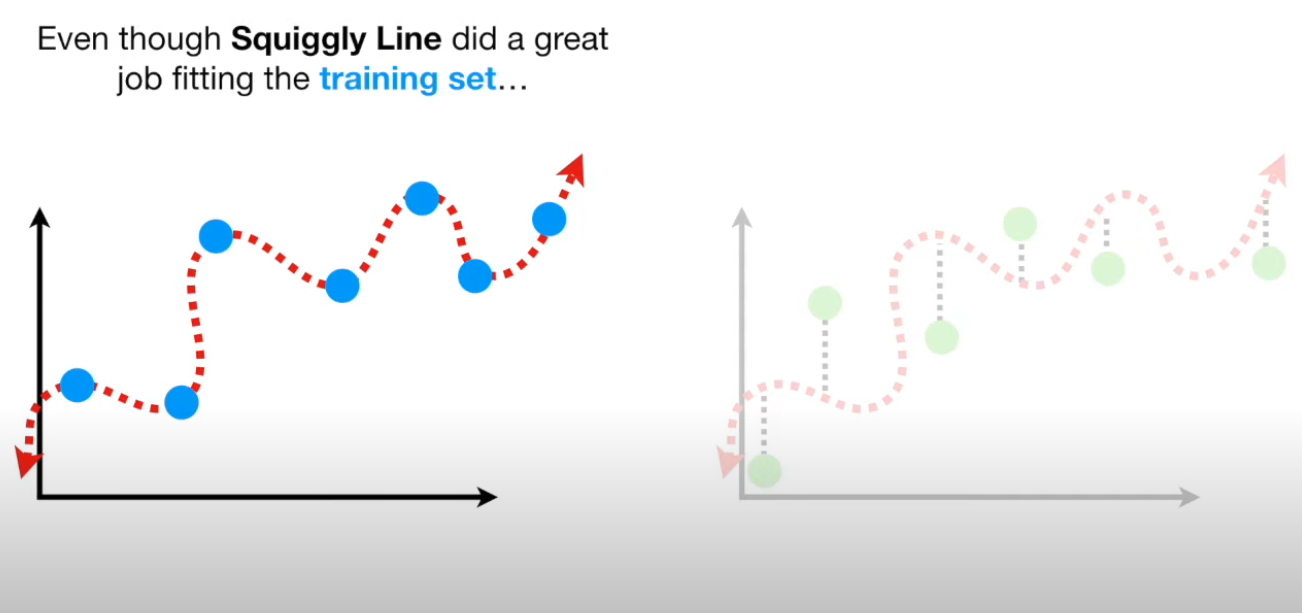 Even though Squiggly Line did a great
job fitting the training set…